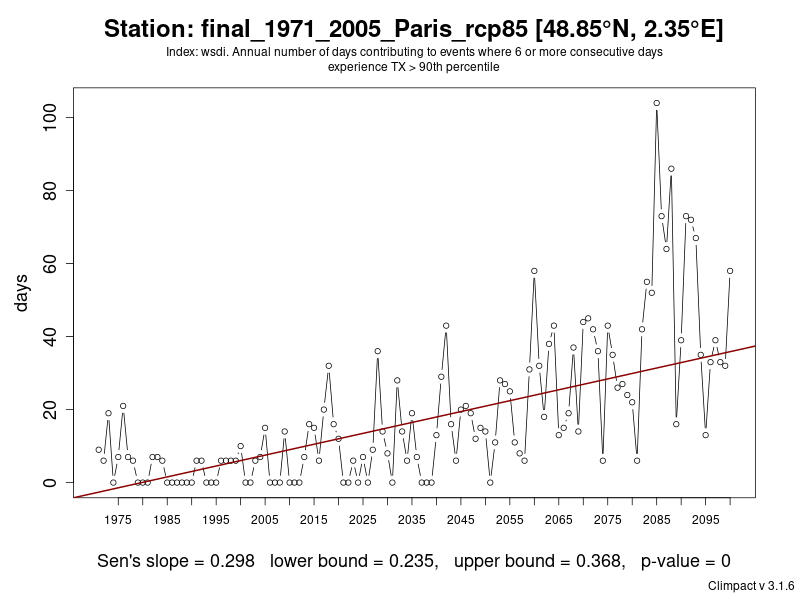 Station: final_1971_2005_Paris_rcp85 [48.85°N, 2.35°E]
Index: wsdi. Annual number of days contributing to events where 6 or more consecutive days
experience TX > 90th percentile
100
80
60
40
20
0
days
1975 1985 1995 2005 2015 2025 2035 2045 2055 2065 2075 2085 2095
Sen's slope = 0.298 lower bound = 0.235, upper bound = 0.368, p-value = 0
Climpact v 3.1.6